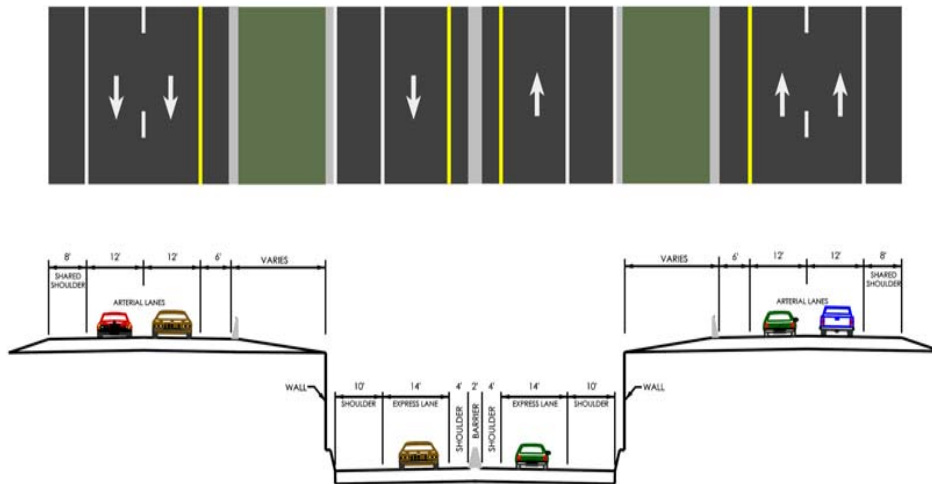 8' 12' 12' 6' VARIES VARIES 6' 12' 12' 8'
SHARED
SHOULDER
ARTERIAL LANES
ARTERIAL LANES
SHARED
SHOULDER
WALL
WALL
10' 14' 4' 2' 4' 14' 10'
SHOULDER EXPRESS LANE SHOULDER BARRIER SHOULDER EXPRESS LANE SHOULDER